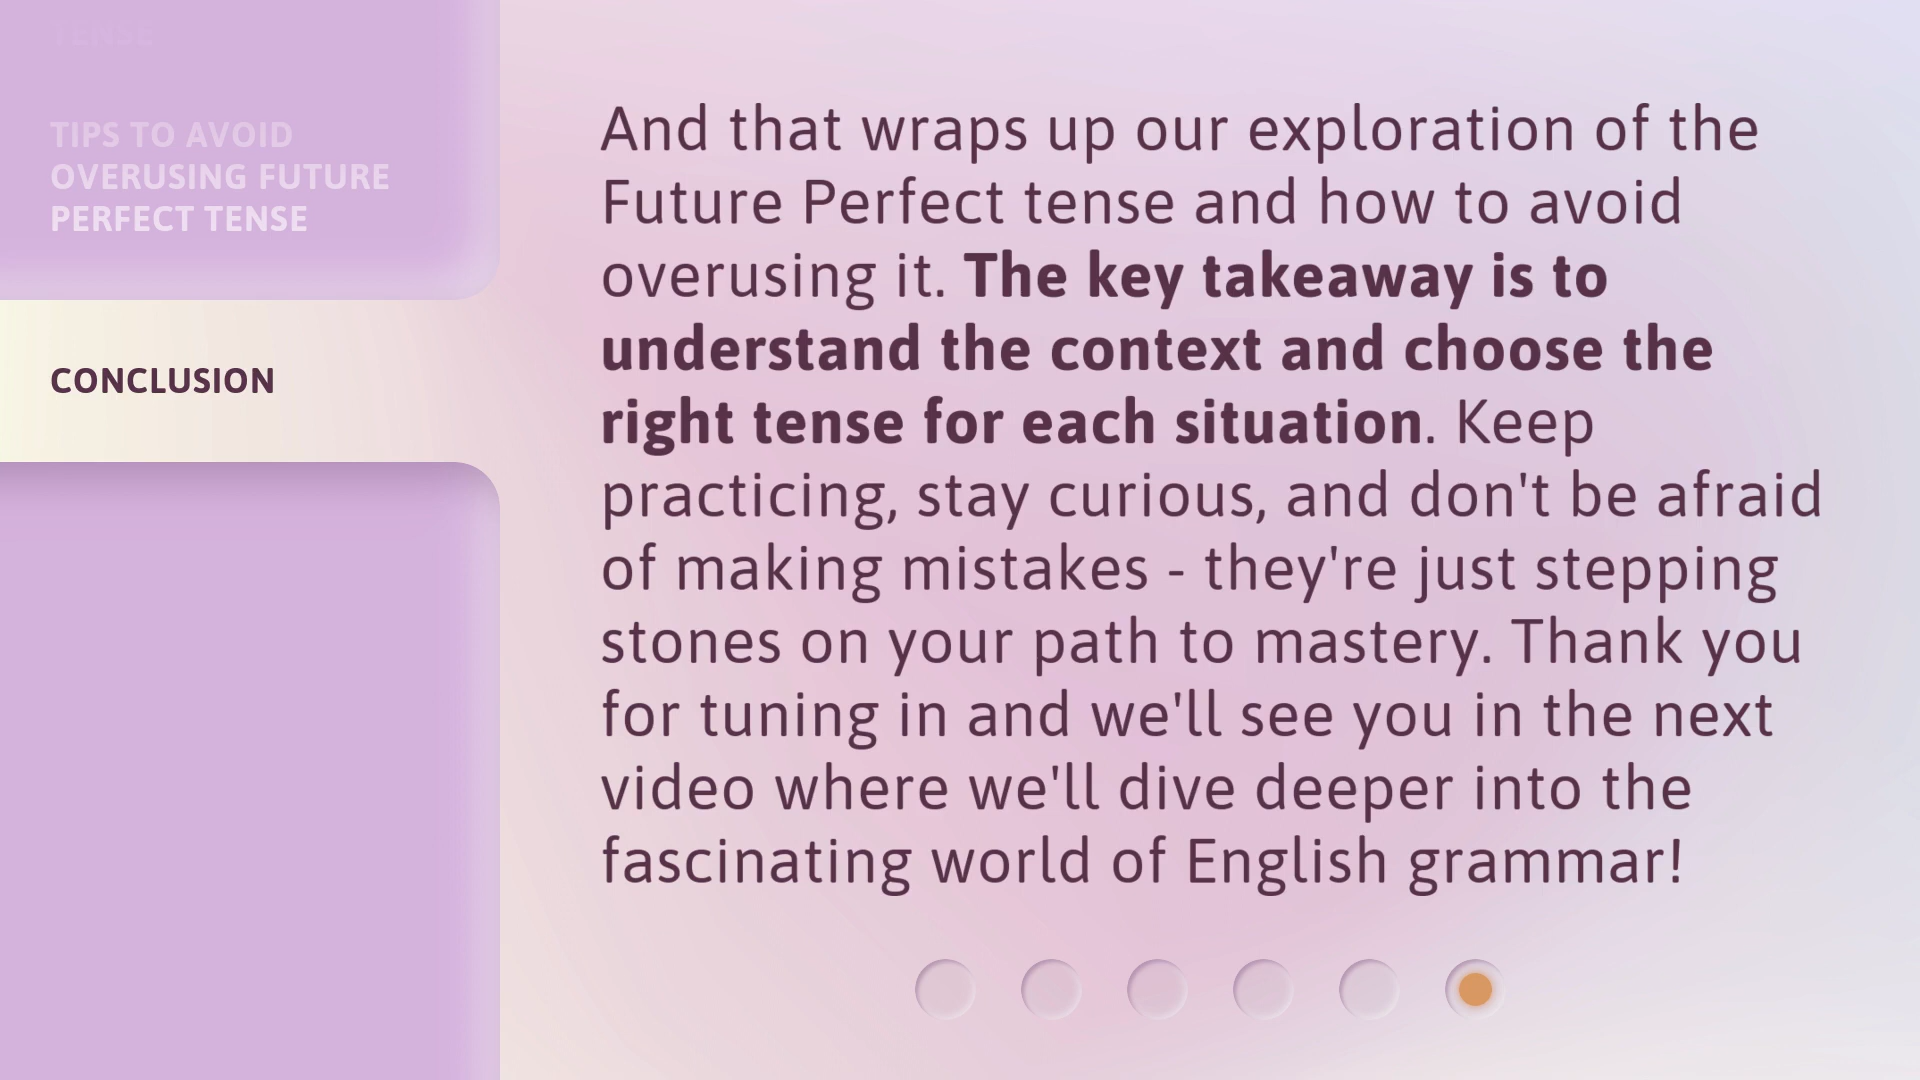 TENSE
TIPS TO AVOID
OVERUSING FUTURE
PERFECT TENSE
CONCLUSION
And that wraps up our exploration of the
Future Perfect tense and how to avoid
overusing it. The key takeaway is to
understand the context and choose the
right tense for each situation. Keep
practicing, stay curious, and don't be afraid
of making mistakes - they're just stepping
stones on your path to mastery. Thank you
for tuning in and we'll see you in the next
video where we'll dive deeper into the
fascinating world of English grammar!